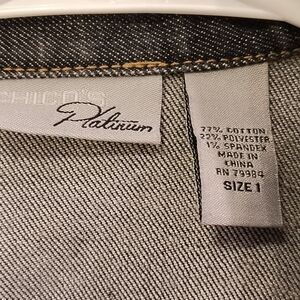 CHICO'S
Platinum
77% COTTON
22% POLYESTER
1% SPANDEX
MADE IN
CHINA
RN 79984
SIZE 1